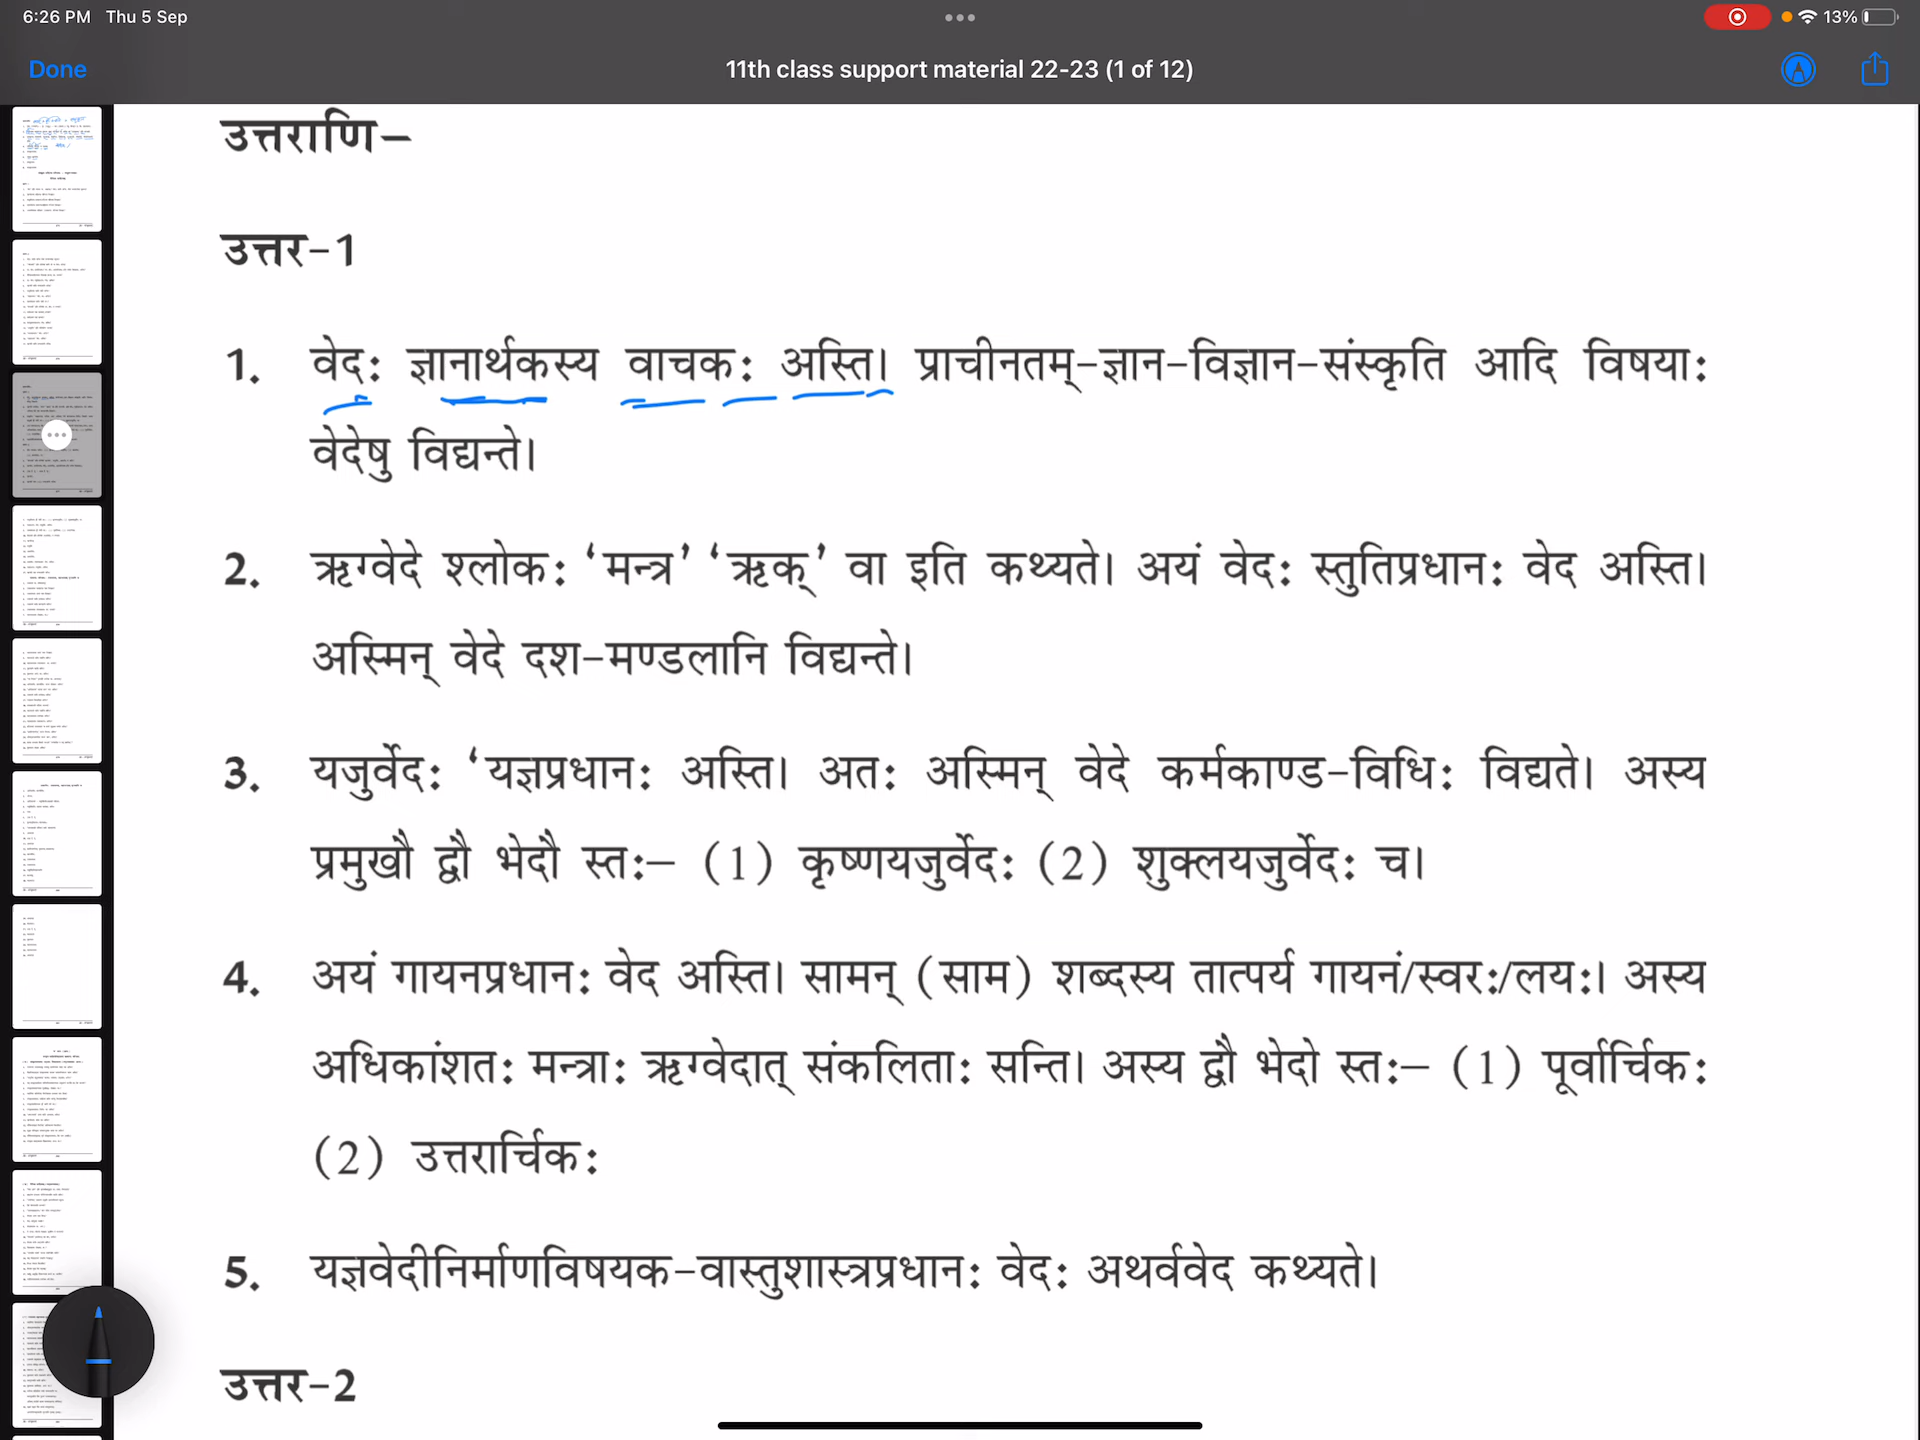 6:26 PM Thu 5 Sep
13%
Done
11th class support material 22-23 (1 of 12)
उत्तराणि–
उत्तर-1
1. वेदः ज्ञानार्थकस्य वाचकः अस्ति। प्राचीनतम्-ज्ञान-विज्ञान-संस्कृति आदि विषयाः
वेदेषु विद्यन्ते।
2. ऋग्वेदे श्लोकः ‘मन्त्र’ ‘ऋक्’ वा इति कथ्यते। अयं वेदः स्तुतिप्रधानः वेद अस्ति।
अस्मिन् वेदे दश-मण्डलानि विद्यन्ते।
3. यजुर्वेदः ‘यज्ञप्रधानः अस्ति। अतः अस्मिन् वेदे कर्मकाण्ड-विधिः विद्यते। अस्य
प्रमुखौ द्वौ भेदौ स्तः– (1) कृष्णयजुर्वेदः (2) शुक्लयजुर्वेदः च।
4. अयं गायनप्रधानः वेद अस्ति। सामन् (साम) शब्दस्य तात्पर्य गायनं/स्वरः/लयः। अस्य
अधिकांशतः मन्त्राः ऋग्वेदात् संकलिताः सन्ति। अस्य द्वौ भेदो स्तः– (1) पूर्वार्चिकः
(2) उत्तरार्चिकः
5. यज्ञवेदीनिर्माणविषयक-वास्तुशास्त्रप्रधानः वेदः अथर्ववेद कथ्यते।
उत्तर-2